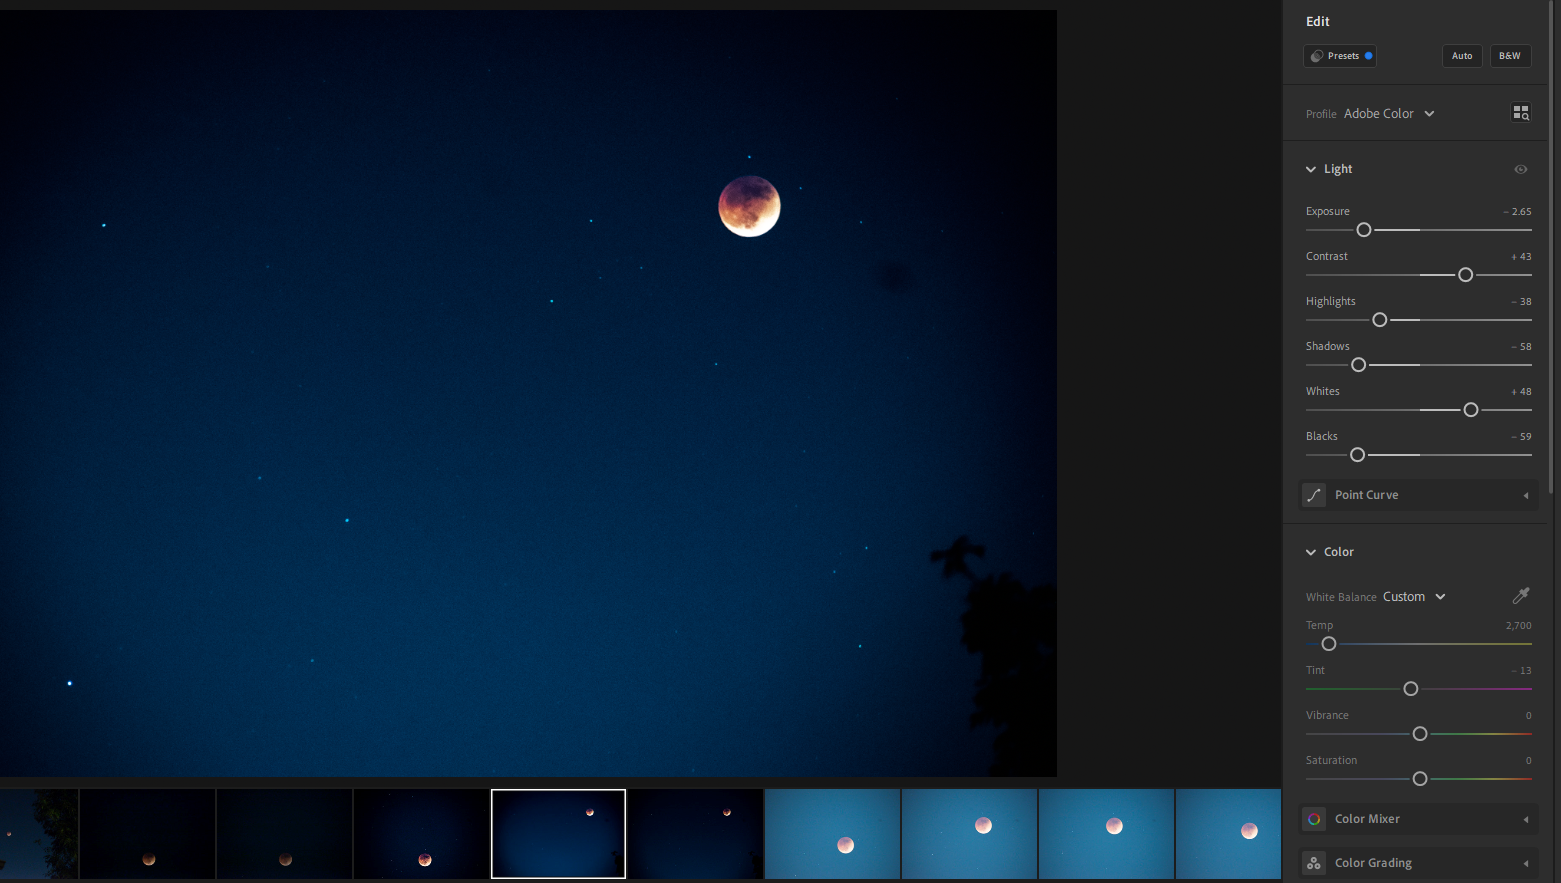 Edit
Presets Auto B&W
Profile Adobe Color
Light
Exposure − 2.65
Contrast + 43
Highlights − 38
Shadows − 58
Whites + 48
Blacks − 59
Point Curve
Color
White Balance Custom
Temp 2,700
Tint − 13
Vibrance 0
Saturation 0
Color Mixer
Color Grading